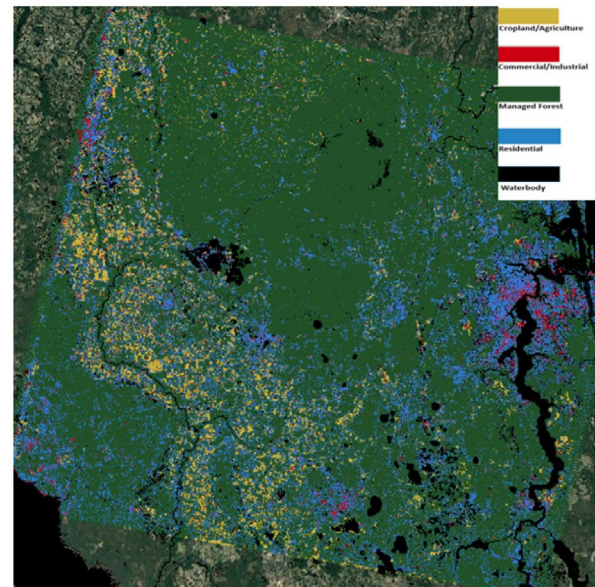 Cropland/Agriculture
Commercial/Industrial
Managed Forest
Residential
Waterbody